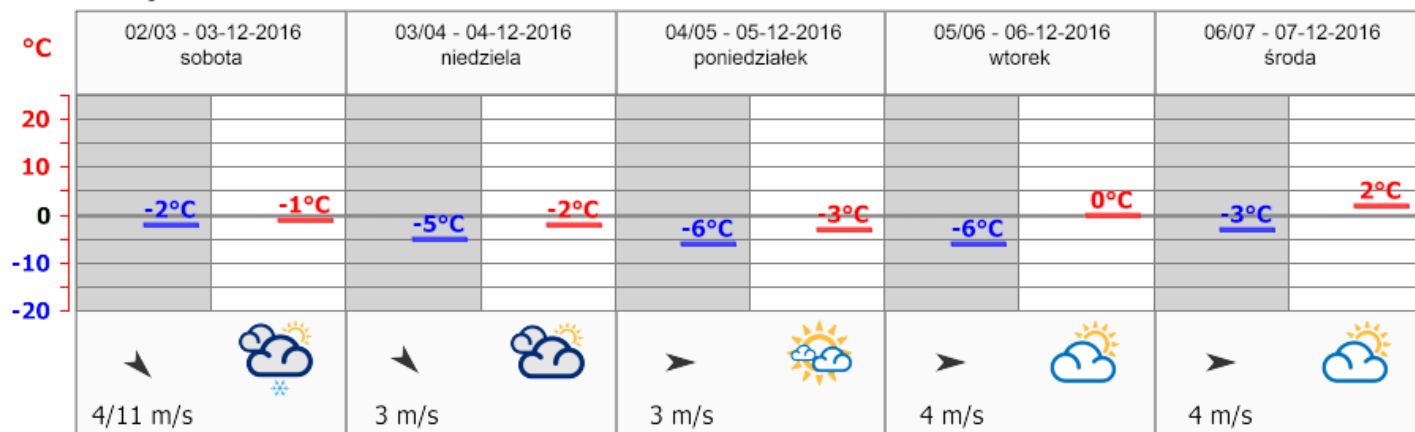 °C
02/03 - 03-12-2016
sobota
03/04 - 04-12-2016
niedziela
04/05 - 05-12-2016
poniedziałek
05/06 - 06-12-2016
wtorek
06/07 - 07-12-2016
środa
20
10
0
-10
-20
-2°C
-1°C
-5°C
-2°C
-6°C
-3°C
-6°C
0°C
-3°C
2°C
4/11 m/s
3 m/s
3 m/s
4 m/s
4 m/s